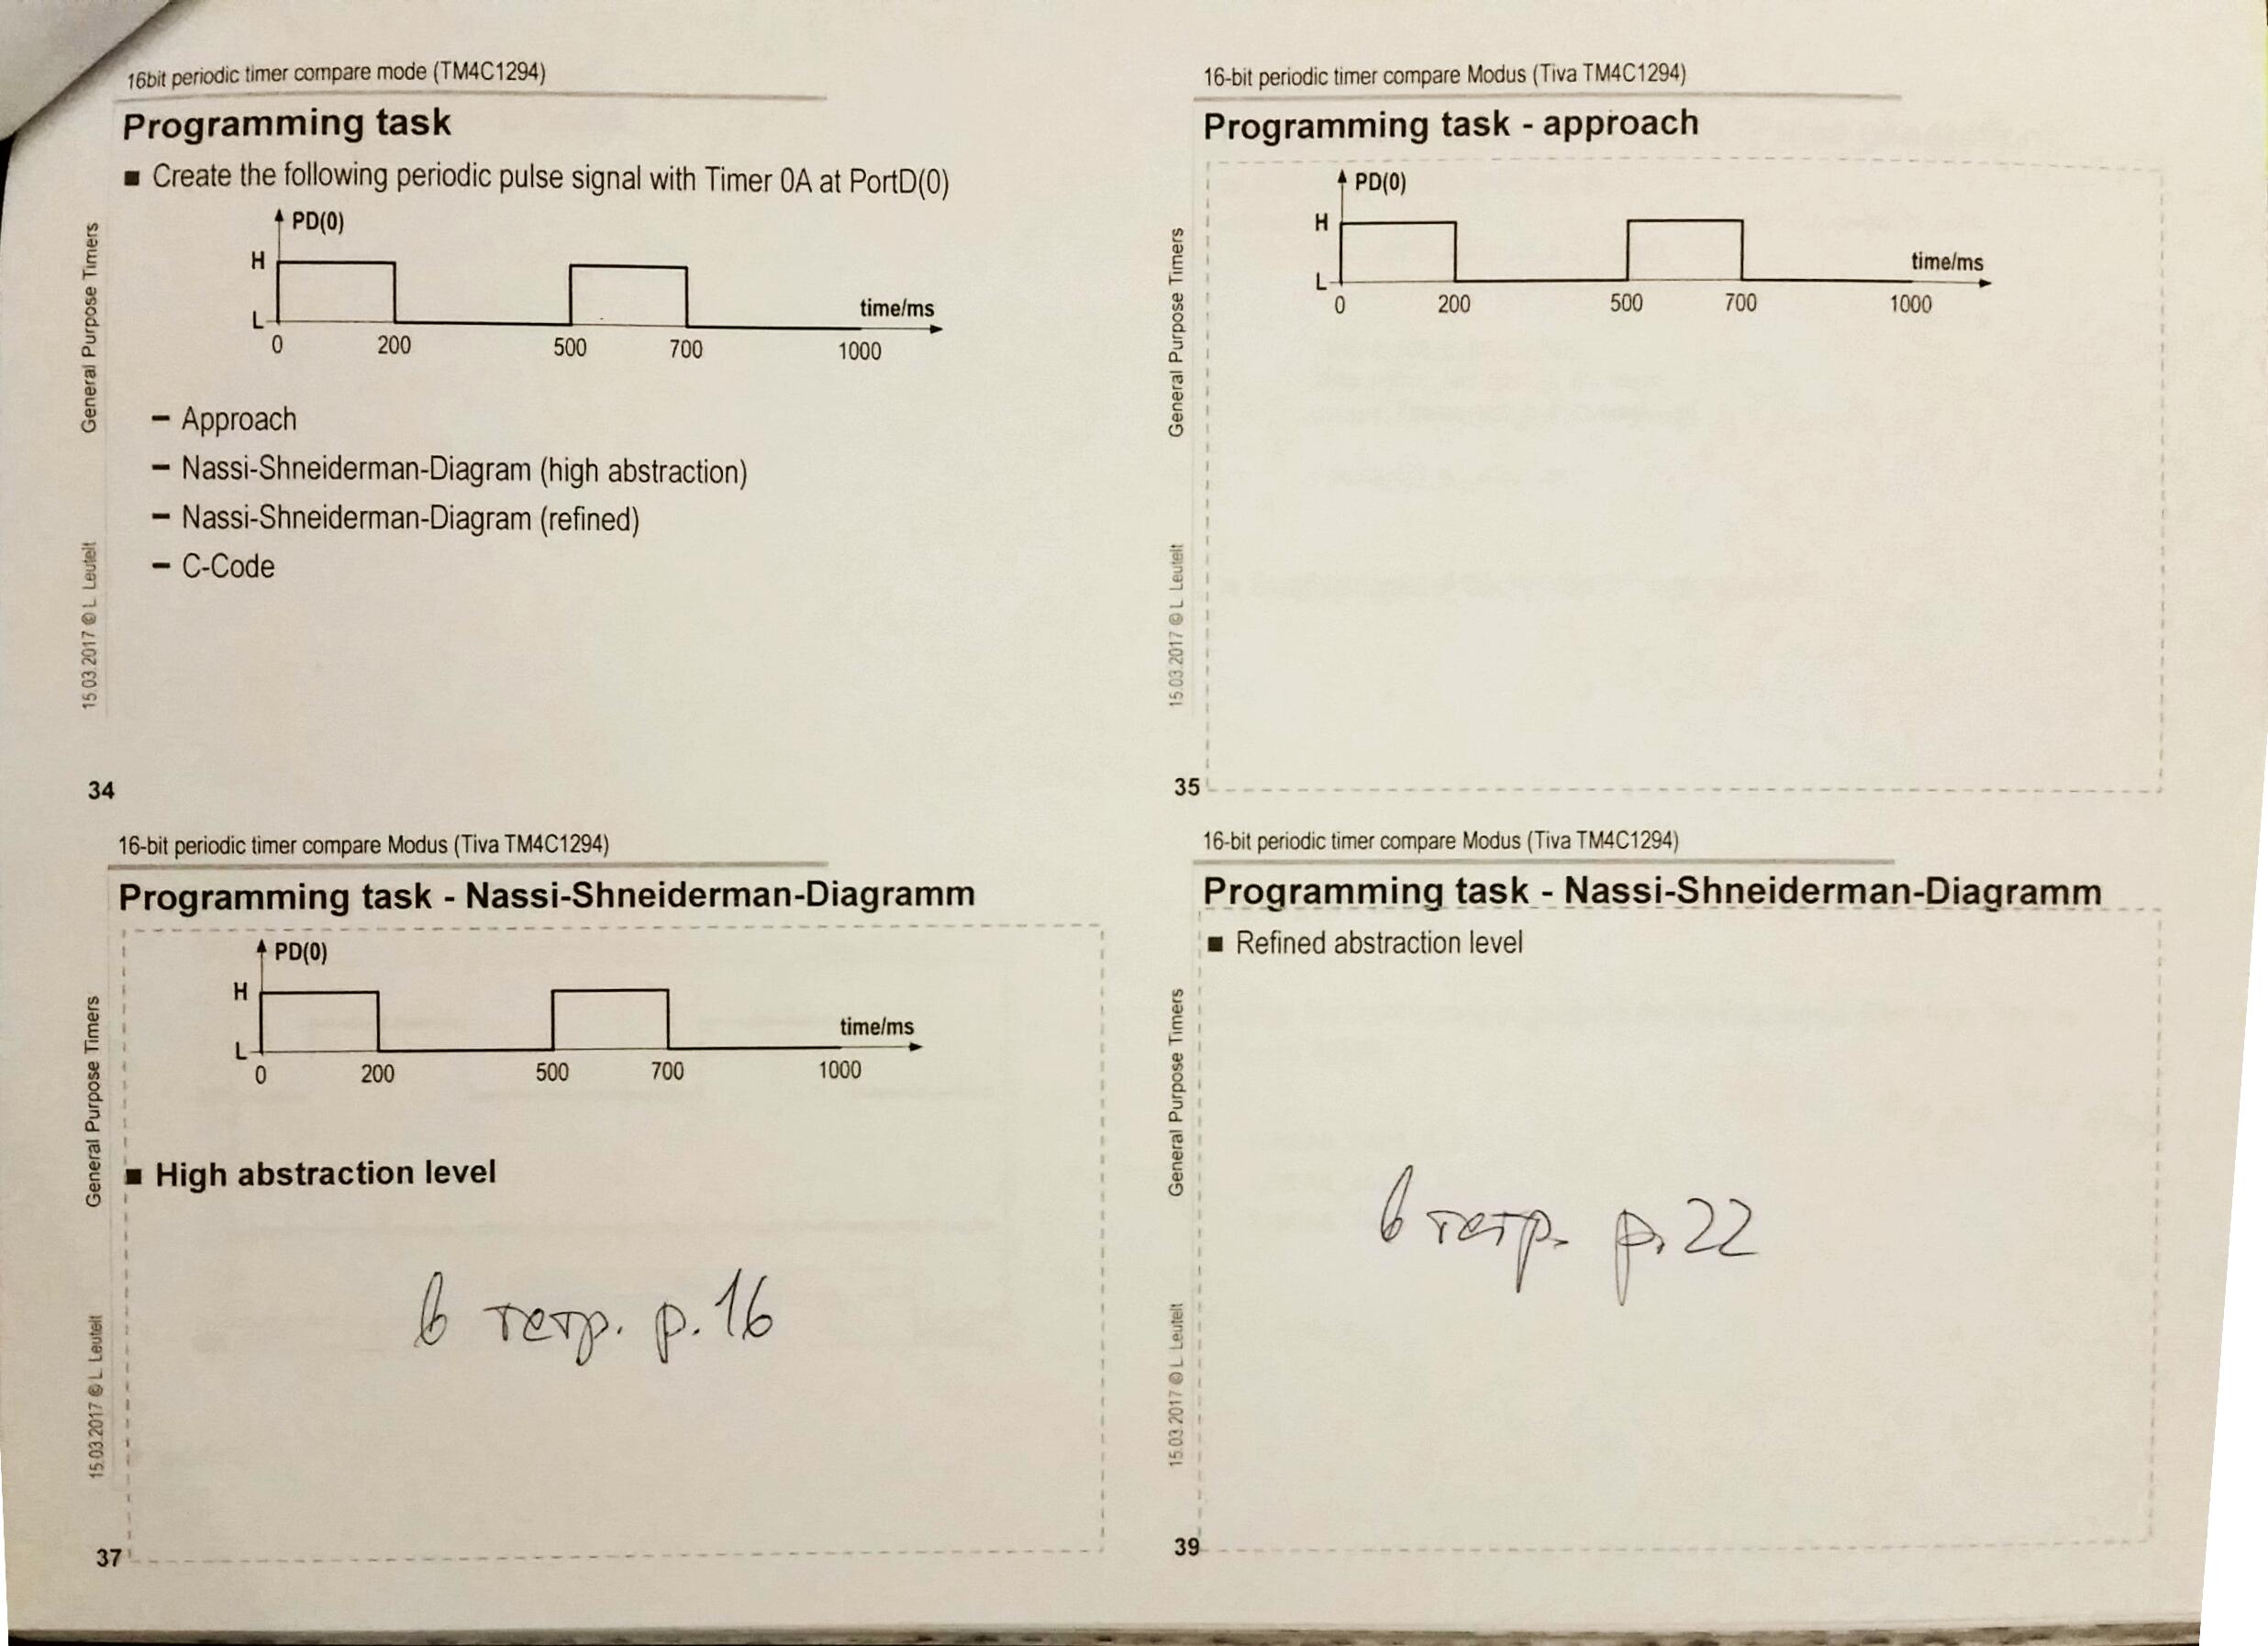 16bit periodic timer compare mode (TM4C1294)
Programming task
■ Create the following periodic pulse signal with Timer 0A at PortD(0)
PD(0)
H
L
time/ms
0 200 500 700 1000
– Approach
– Nassi-Shneiderman-Diagram (high abstraction)
– Nassi-Shneiderman-Diagram (refined)
– C-Code
General Purpose Timers
15.03.2017 © L. Leutelt
34
16-bit periodic timer compare Modus (Tiva TM4C1294)
Programming task - approach
PD(0)
H
L
time/ms
0 200 500 700 1000
General Purpose Timers
15.03.2017 © L. Leutelt
35
16-bit periodic timer compare Modus (Tiva TM4C1294)
Programming task - Nassi-Shneiderman-Diagramm
PD(0)
H
L
time/ms
0 200 500 700 1000
■ High abstraction level
в тетр. p. 16
General Purpose Timers
15.03.2017 © L. Leutelt
37
16-bit periodic timer compare Modus (Tiva TM4C1294)
Programming task - Nassi-Shneiderman-Diagramm
■ Refined abstraction level
в тетр. p. 22
General Purpose Timers
15.03.2017 © L. Leutelt
39